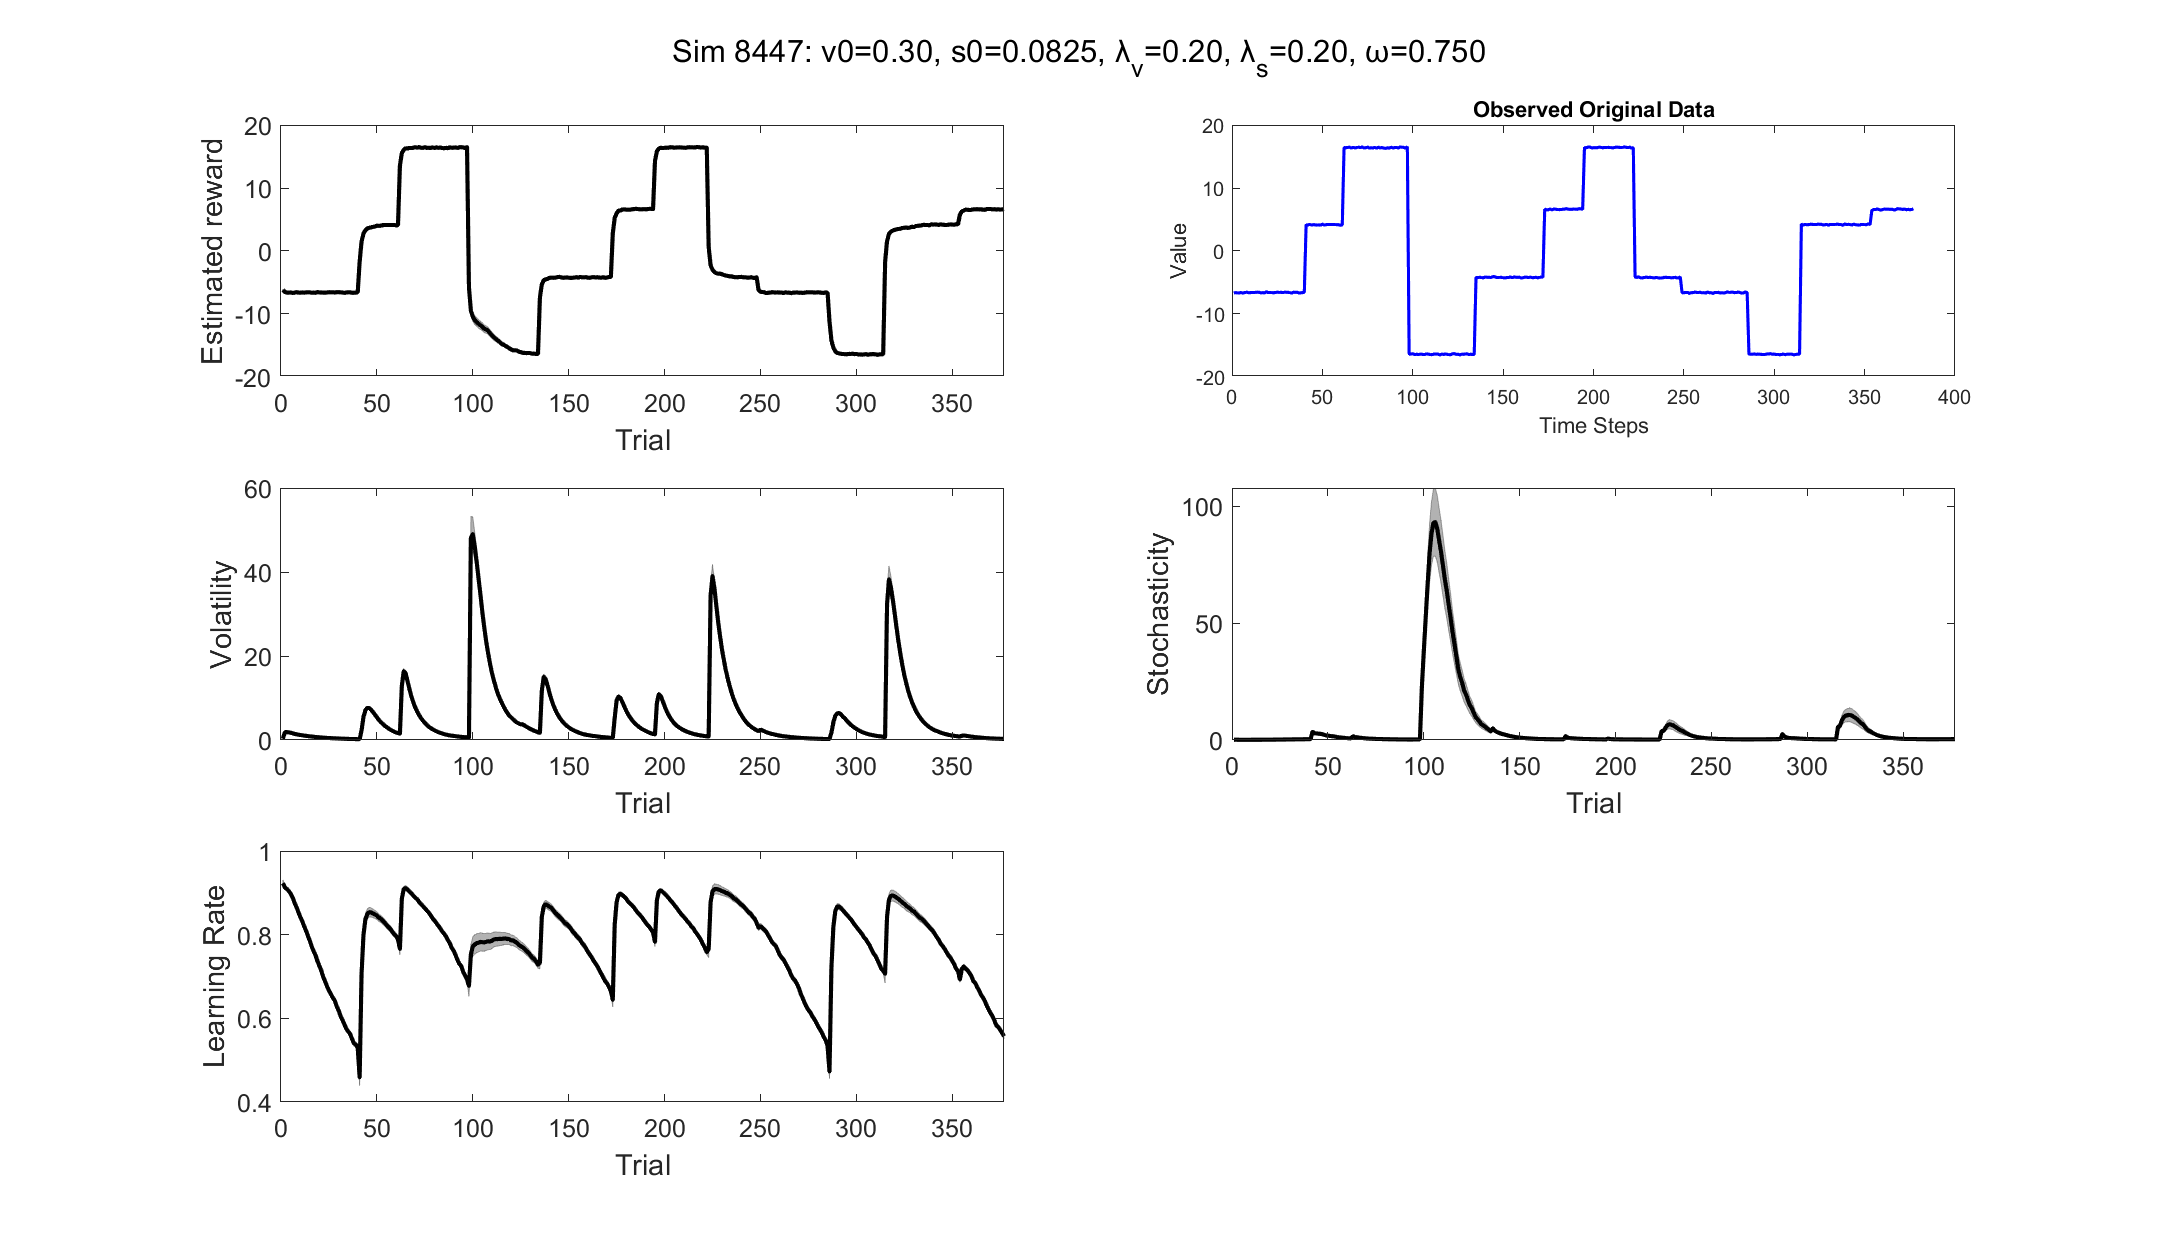 Sim 8447: v0=0.30, s0=0.0825, λv=0.20, λs=0.20, ω=0.750
Estimated reward
20
10
0
-10
-20
0 50 100 150 200 250 300 350
Trial
Observed Original Data
Value
20
10
0
-10
-20
0 50 100 150 200 250 300 350 400
Time Steps
Volatility
60
40
20
0
0 50 100 150 200 250 300 350
Trial
Stochasticity
100
50
0
0 50 100 150 200 250 300 350
Trial
Learning Rate
1
0.8
0.6
0.4
0 50 100 150 200 250 300 350
Trial